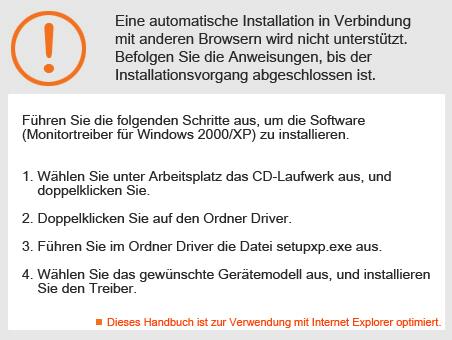 Eine automatische Installation in Verbindung
mit anderen Browsern wird nicht unterstützt.
Befolgen Sie die Anweisungen, bis der
Installationsvorgang abgeschlossen ist.
Führen Sie die folgenden Schritte aus, um die Software
(Monitortreiber für Windows 2000/XP) zu installieren.
1. Wählen Sie unter Arbeitsplatz das CD-Laufwerk aus, und
doppelklicken Sie.
2. Doppelklicken Sie auf den Ordner Driver.
3. Führen Sie im Ordner Driver die Datei setupxp.exe aus.
4. Wählen Sie das gewünschte Gerätemodell aus, und installieren
Sie den Treiber.
Dieses Handbuch ist zur Verwendung mit Internet Explorer optimiert.